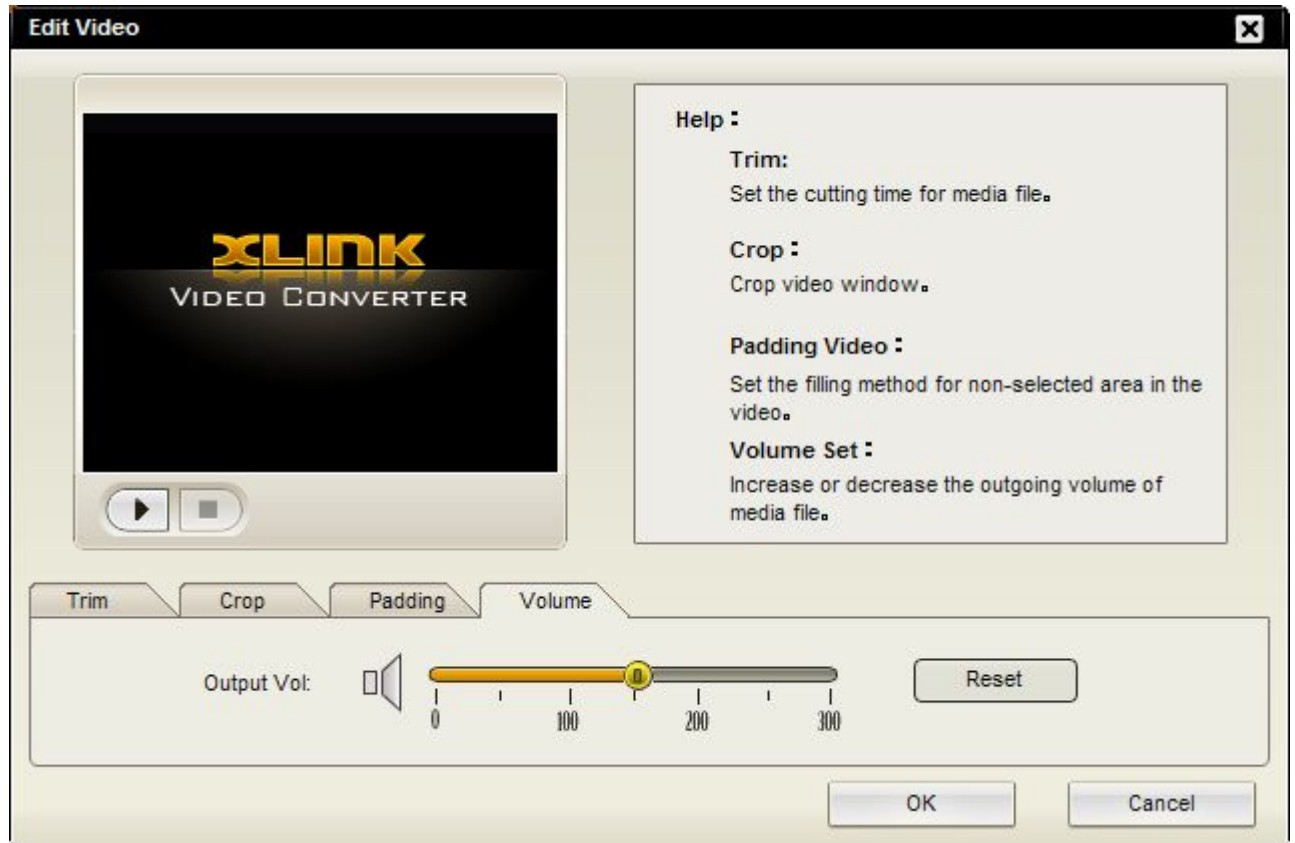 Edit Video
XLINK
VIDEO CONVERTER
Help：
Trim:
Set the cutting time for media file。
Crop：
Crop video window。
Padding Video：
Set the filling method for non-selected area in the
video。
Volume Set：
Increase or decrease the outgoing volume of
media file。
Trim Crop Padding Volume
Output Vol: Reset
0 100 200 300
OK Cancel